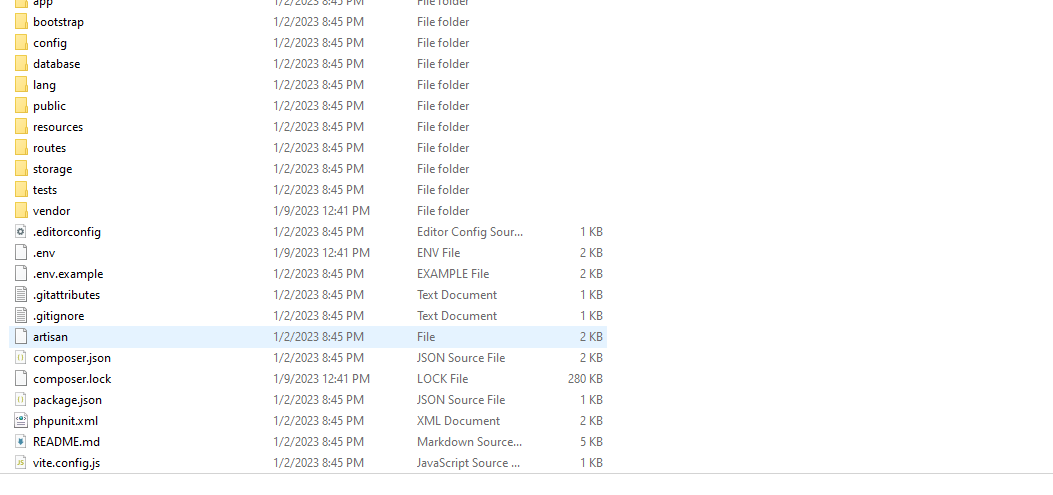 app 1/2/2023 8:45 PM File folder
bootstrap 1/2/2023 8:45 PM File folder
config 1/2/2023 8:45 PM File folder
database 1/2/2023 8:45 PM File folder
lang 1/2/2023 8:45 PM File folder
public 1/2/2023 8:45 PM File folder
resources 1/2/2023 8:45 PM File folder
routes 1/2/2023 8:45 PM File folder
storage 1/2/2023 8:45 PM File folder
tests 1/2/2023 8:45 PM File folder
vendor 1/9/2023 12:41 PM File folder
.editorconfig 1/2/2023 8:45 PM Editor Config Sour... 1 KB
.env 1/9/2023 12:41 PM ENV File 2 KB
.env.example 1/2/2023 8:45 PM EXAMPLE File 2 KB
.gitattributes 1/2/2023 8:45 PM Text Document 1 KB
.gitignore 1/2/2023 8:45 PM Text Document 1 KB
artisan 1/2/2023 8:45 PM File 2 KB
composer.json 1/2/2023 8:45 PM JSON Source File 2 KB
composer.lock 1/9/2023 12:41 PM LOCK File 280 KB
package.json 1/2/2023 8:45 PM JSON Source File 1 KB
phpunit.xml 1/2/2023 8:45 PM XML Document 2 KB
README.md 1/2/2023 8:45 PM Markdown Source... 5 KB
vite.config.js 1/2/2023 8:45 PM JavaScript Source ... 1 KB